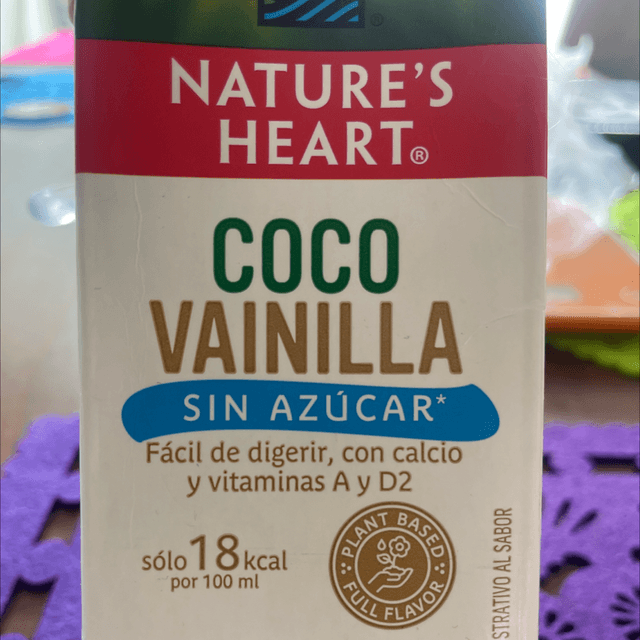 NATURE'S
HEART®
COCO
VAINILLA
SIN AZÚCAR*
Fácil de digerir, con calcio
y vitaminas A y D2
sólo 18 kcal
por 100 ml
PLANT BASED
FULL FLAVOR
STRATIVO AL SABOR